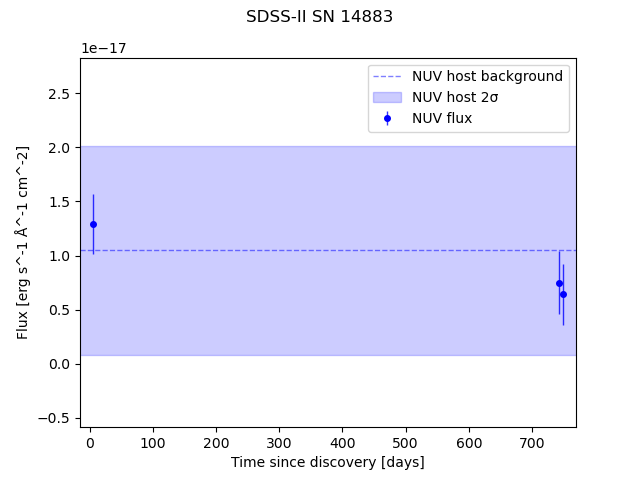 SDSS-II SN 14883
1e−17
NUV host background
NUV host 2σ
NUV flux
2.5
2.0
1.5
1.0
0.5
0.0
−0.5
Flux [erg s^-1 Å^-1 cm^-2]
0 100 200 300 400 500 600 700
Time since discovery [days]